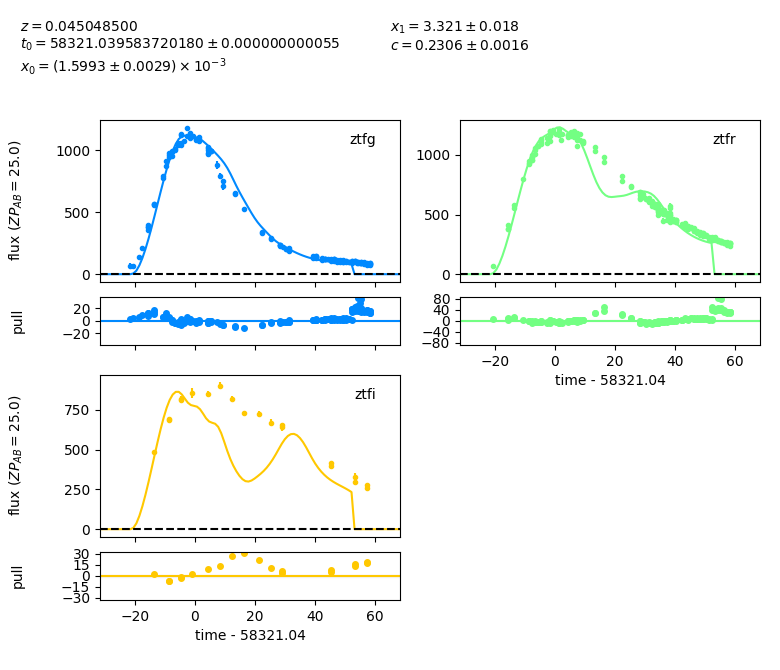 z = 0.045048500
t₀ = 58321.039583720180 ± 0.000000000055
x₀ = (1.5993 ± 0.0029) × 10⁻³
x₁ = 3.321 ± 0.018
c = 0.2306 ± 0.0016
flux (ZP_AB = 25.0)
ztfg
1000
500
0
ztfr
1000
500
0
pull
20
0
−20
80
40
0
−40
−80
−20 0 20 40 60
time - 58321.04
flux (ZP_AB = 25.0)
ztfi
750
500
250
0
pull
30
15
0
−15
−30
−20 0 20 40 60
time - 58321.04